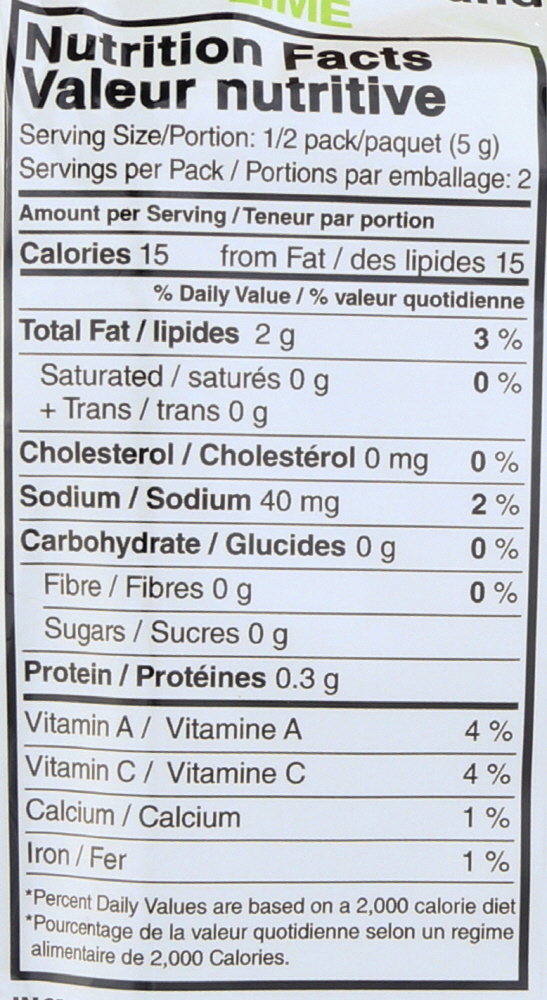 LIME
Nutrition Facts
Valeur nutritive
Serving Size/Portion: 1/2 pack/paquet (5 g)
Servings per Pack / Portions par emballage: 2
Amount per Serving / Teneur par portion
Calories 15 from Fat / des lipides 15
% Daily Value / % valeur quotidienne
Total Fat / lipides 2 g 3 %
Saturated / saturés 0 g 0 %
+ Trans / trans 0 g
Cholesterol / Cholestérol 0 mg 0 %
Sodium / Sodium 40 mg 2 %
Carbohydrate / Glucides 0 g 0 %
Fibre / Fibres 0 g 0 %
Sugars / Sucres 0 g
Protein / Protéines 0.3 g
Vitamin A / Vitamine A 4 %
Vitamin C / Vitamine C 4 %
Calcium / Calcium 1 %
Iron / Fer 1 %
*Percent Daily Values are based on a 2,000 calorie diet
*Pourcentage de la valeur quotidienne selon un regime
alimentaire de 2,000 Calories.